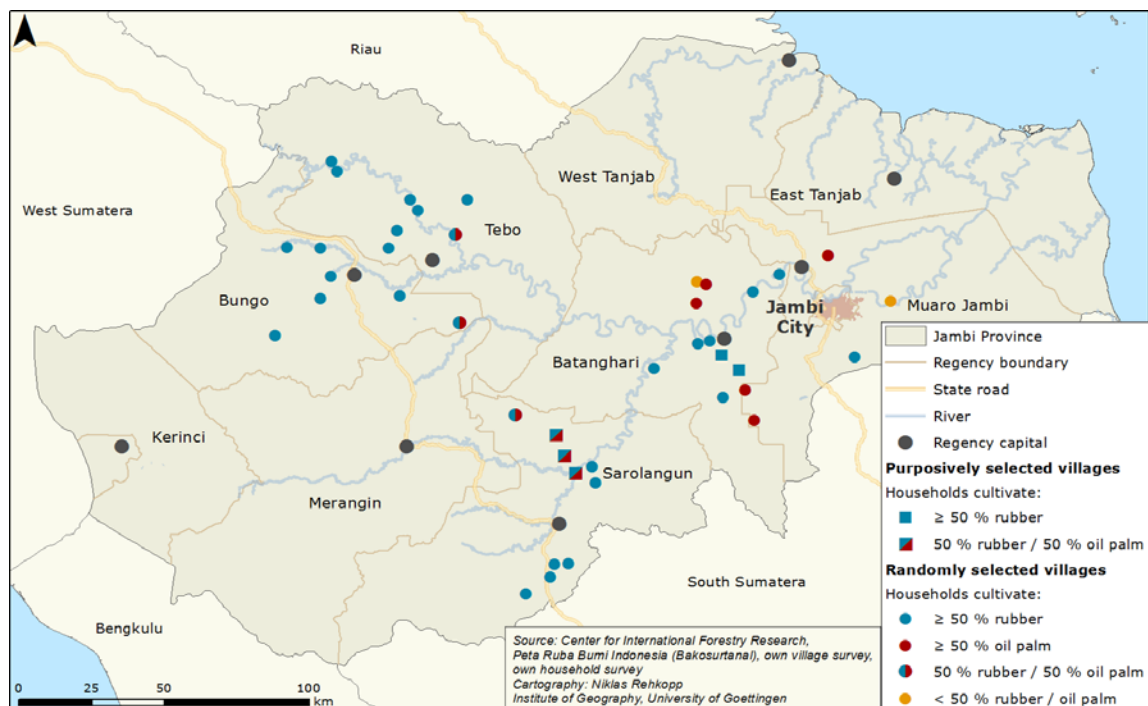 Riau
West Tanjab
East Tanjab
West Sumatera
Tebo
Bungo
Jambi
City
Muaro Jambi
Batanghari
Kerinci
Sarolangun
Merangin
South Sumatera
Bengkulu
Jambi Province
Regency boundary
State road
River
Regency capital
Purposively selected villages
Households cultivate:
≥ 50 % rubber
50 % rubber / 50 % oil palm
Randomly selected villages
Households cultivate:
≥ 50 % rubber
≥ 50 % oil palm
50 % rubber / 50 % oil palm
< 50 % rubber / oil palm
Source: Center for International Forestry Research,
Peta Ruba Bumi Indonesia (Bakosurtanal), own village survey,
own household survey
Cartography: Niklas Rehkopp
Institute of Geography, University of Goettingen
0 25 50 100
km